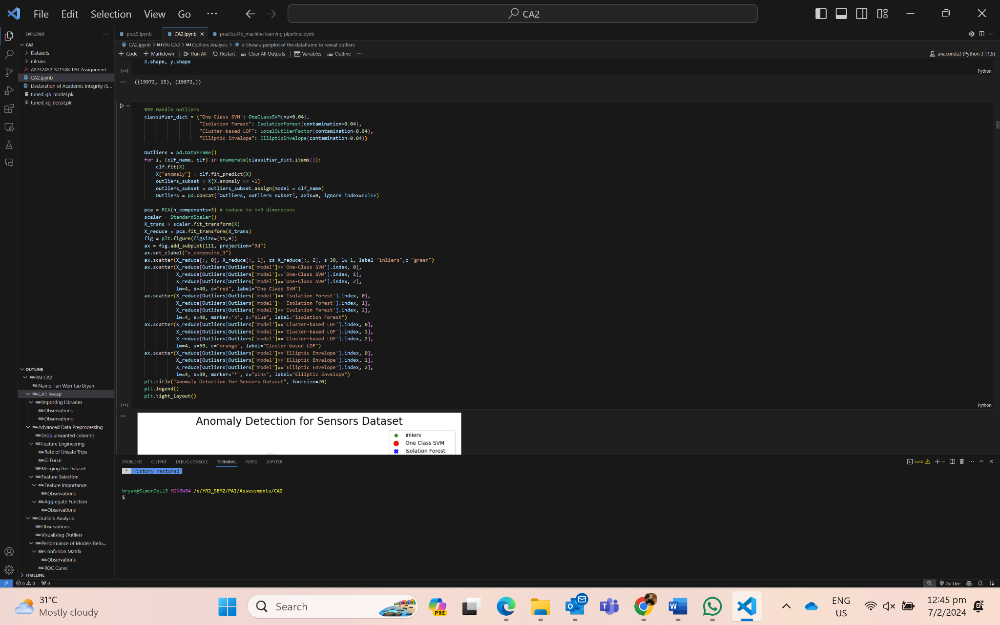 File Edit Selection View Go ···
CA2
EXPLORER
CA2
Datasets
mlruns
AY2324S2_ST1508_PAI_Assignment_...
CA2.ipynb
Declaration of Academic Integrity (S...
tuned_gb_model.pkl
tuned_xg_boost.pkl
OUTLINE
M↓PAI CA2
M↓Name: Tan Wen Tao Bryan
M↓CA1 Recap
M↓Importing Libraries
M↓Observations
M↓Observations:
M↓Advanced Data Preprocessing
M↓Drop unwanted columns
M↓Feature Engineering
M↓Rate of Unsafe Trips
M↓G-Force
M↓Merging the Dataset
M↓Feature Selection
M↓Feature Importance
M↓Observations
M↓Aggregate Function
M↓Observations
M↓Outliers Analysis
M↓Observations
M↓Visualising Outliers
M↓Performance of Models Befo...
M↓Confusion Matrix
M↓Observations
M↓ROC Curve
TIMELINE
prac5.ipynb CA2.ipynb practical4b_machine learning pipeline.ipynb
CA2.ipynb > M↓PAI CA2 > M↓Outliers Analysis > # Show a pairplot of the dataframe to reveal outliers
+ Code + Markdown Run All Restart Clear All Outputs Variables Outline ···
anaconda3 (Python 3.11.5)
X.shape, y.shape
[10] Python
((19972, 15), (19972,))
### Handle outliers
classifier_dict = {"One-Class SVM": OneClassSVM(nu=0.04),
"Isolation Forest": IsolationForest(contamination=0.04),
"Cluster-based LOF": LocalOutlierFactor(contamination=0.04),
"Elliptic Envelope": EllipticEnvelope(contamination=0.04)}
Outliers = pd.DataFrame()
for i, (clf_name, clf) in enumerate(classifier_dict.items()):
clf.fit(X)
X["anomaly"] = clf.fit_predict(X)
outliers_subset = X[X.anomaly == -1]
outliers_subset = outliers_subset.assign(model = clf_name)
Outliers = pd.concat([Outliers, outliers_subset], axis=0, ignore_index=False)
pca = PCA(n_components=3) # reduce to k=3 dimensions
scaler = StandardScaler()
X_trans = scaler.fit_transform(X)
X_reduce = pca.fit_transform(X_trans)
fig = plt.figure(figsize=(11,9))
ax = fig.add_subplot(111, projection="3d")
ax.set_zlabel("x_composite_3")
ax.scatter(X_reduce[:, 0], X_reduce[:, 1], zs=X_reduce[:, 2], s=30, lw=1, label="inliers",c="green")
ax.scatter(X_reduce[Outliers[Outliers['model']=='One-Class SVM'].index, 0],
X_reduce[Outliers[Outliers['model']=='One-Class SVM'].index, 1],
X_reduce[Outliers[Outliers['model']=='One-Class SVM'].index, 2],
lw=4, s=40, c="red", label="One Class SVM")
ax.scatter(X_reduce[Outliers[Outliers['model']=='Isolation Forest'].index, 0],
X_reduce[Outliers[Outliers['model']=='Isolation Forest'].index, 1],
X_reduce[Outliers[Outliers['model']=='Isolation Forest'].index, 2],
lw=4, s=40, marker='x', c="blue", label="Isolation Forest")
ax.scatter(X_reduce[Outliers[Outliers['model']=='Cluster-based LOF'].index, 0],
X_reduce[Outliers[Outliers['model']=='Cluster-based LOF'].index, 1],
X_reduce[Outliers[Outliers['model']=='Cluster-based LOF'].index, 2],
lw=4, s=50, c="orange", label="Cluster-based LOF")
ax.scatter(X_reduce[Outliers[Outliers['model']=='Elliptic Envelope'].index, 0],
X_reduce[Outliers[Outliers['model']=='Elliptic Envelope'].index, 1],
X_reduce[Outliers[Outliers['model']=='Elliptic Envelope'].index, 2],
lw=4, s=30, marker="*", c="pink", label="Elliptic Envelope")
plt.title("Anomaly Detection for Sensors Dataset", fontsize=20)
plt.legend()
plt.tight_layout()
[11] Python
Anomaly Detection for Sensors Dataset
inliers
One Class SVM
Isolation Forest
PROBLEMS OUTPUT DEBUG CONSOLE TERMINAL PORTS JUPYTER
bash
* History restored
bryan@SimonDell3 MINGW64 /e/YR2_SEM2/PAI/Assessments/CA2
$
0 0 0
Go Live
31°C
Mostly cloudy
Search
PRE
ENG
US
12:45 pm
7/2/2024